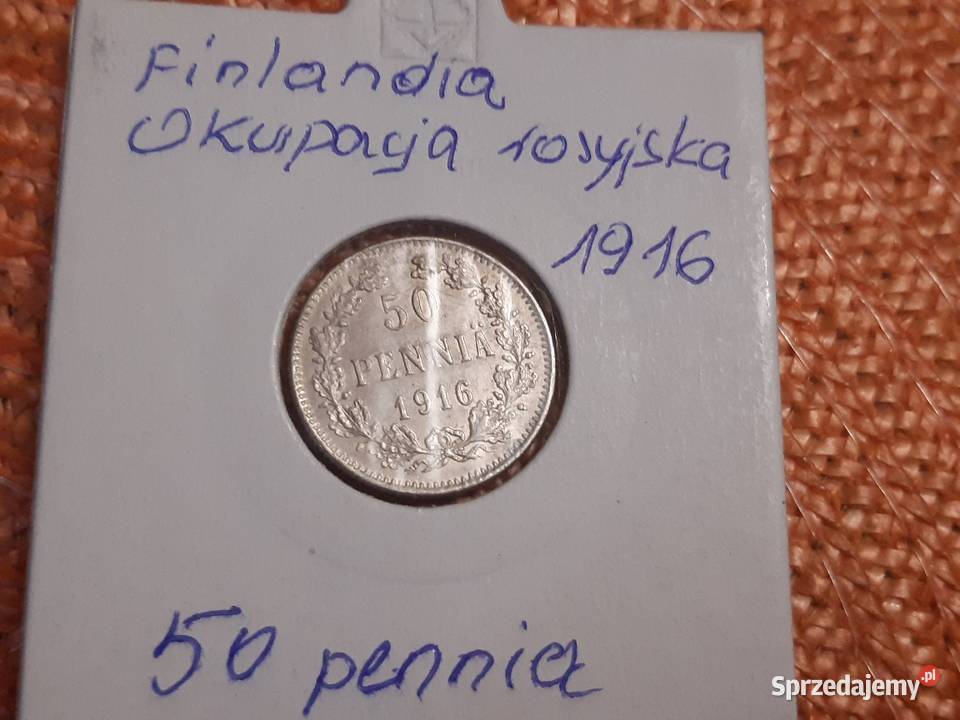 Finlandia
Okupacja rosyjska
1916
50
PENNIÄ
1916
50 pennia
Sprzedajemy.pl